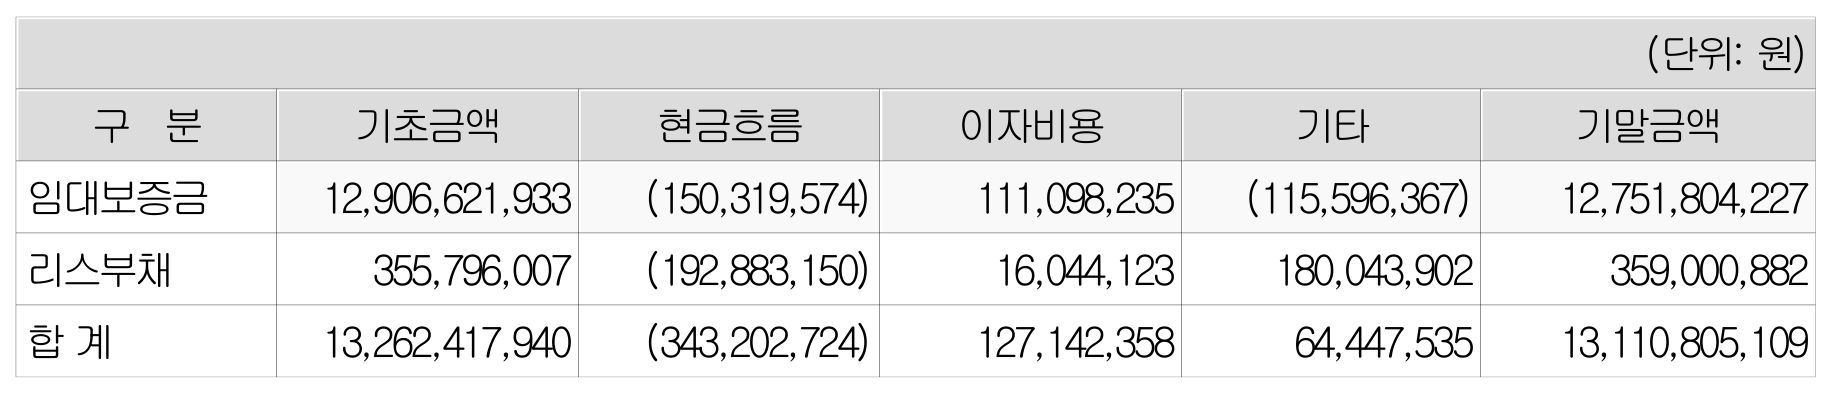 (단위: 원)
구 분 기초금액 현금흐름 이자비용 기타 기말금액
임대보증금 12,906,621,933 (150,319,574) 111,098,235 (115,596,367) 12,751,804,227
리스부채 355,796,007 (192,883,150) 16,044,123 180,043,902 359,000,882
합 계 13,262,417,940 (343,202,724) 127,142,358 64,447,535 13,110,805,109